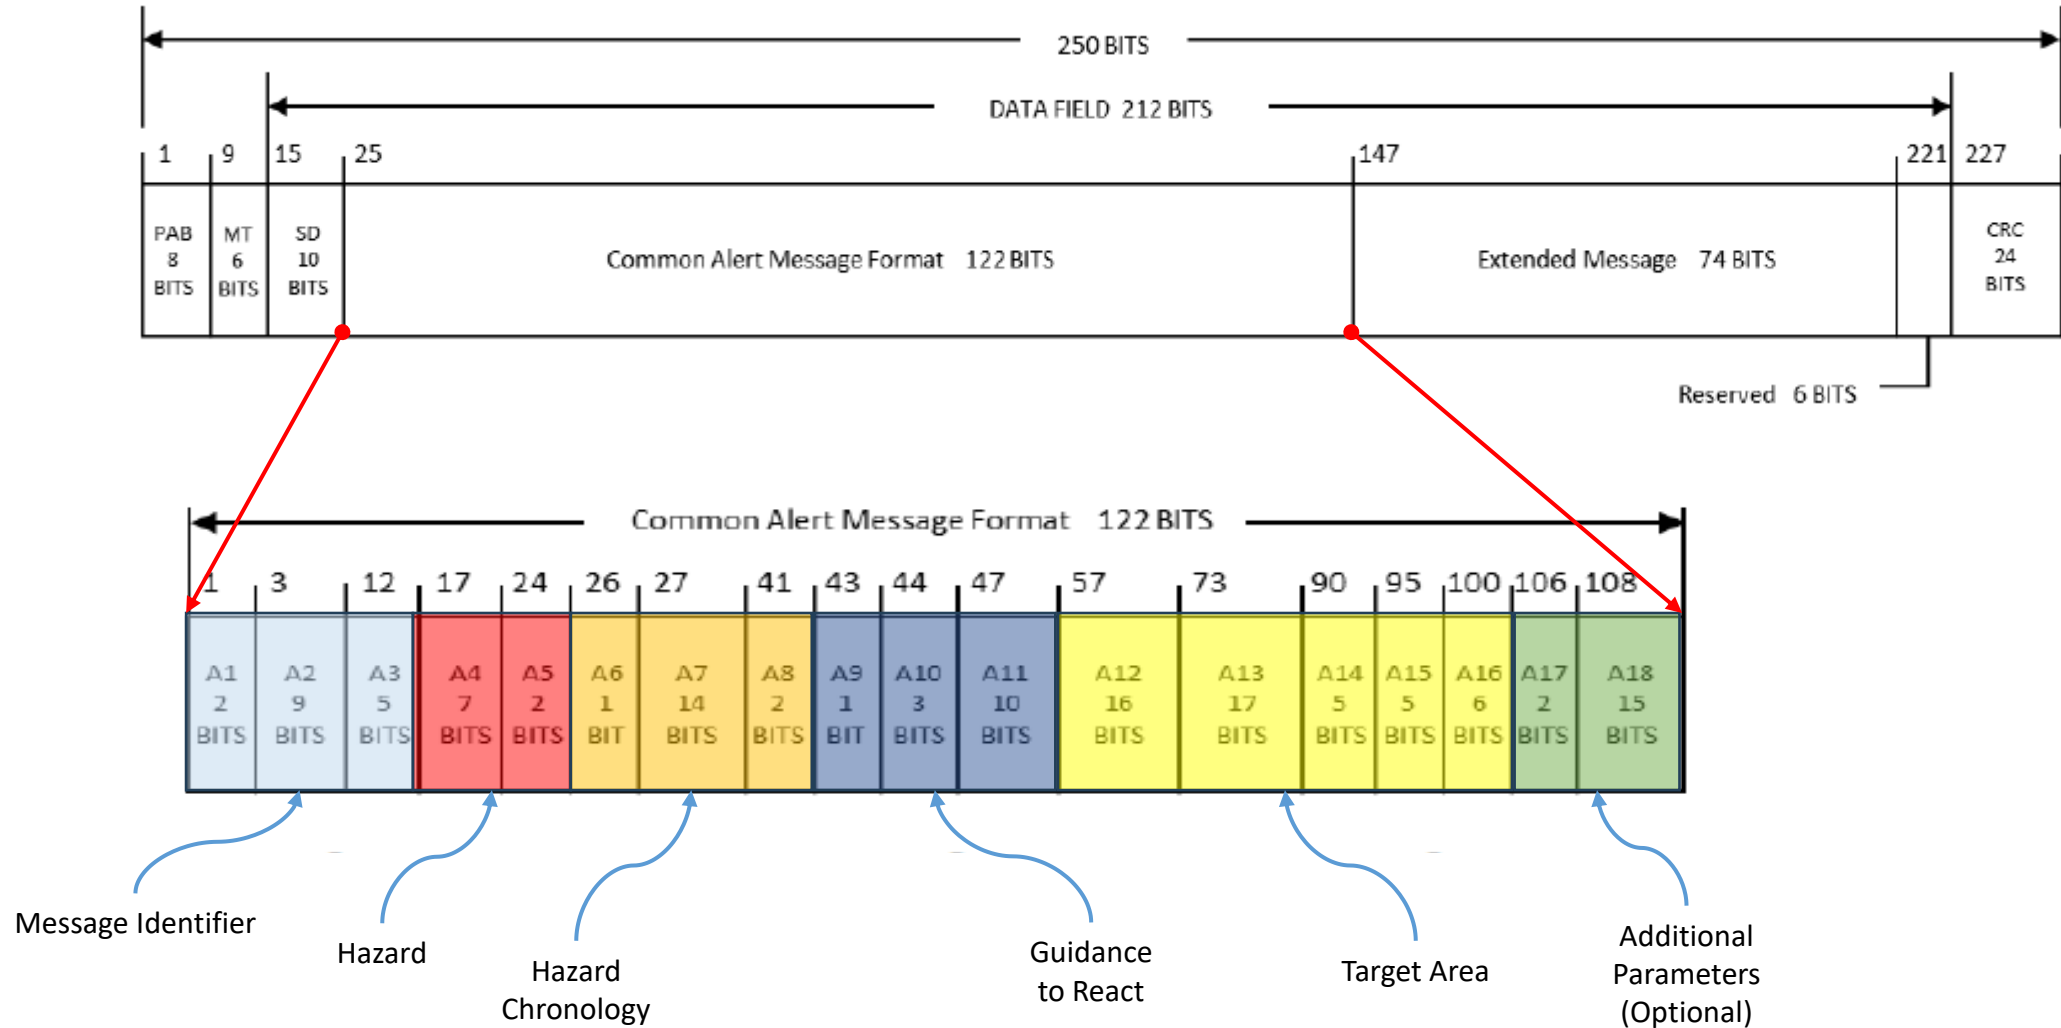 250 BITS
DATA FIELD 212 BITS
1 9 15 25 147 221 227
PAB
8
BITS
MT
6
BITS
SD
10
BITS
Common Alert Message Format 122 BITS
Extended Message 74 BITS
CRC
24
BITS
Reserved 6 BITS
Common Alert Message Format 122 BITS
1 3 12 17 24 26 27 41 43 44 47 57 73 90 95 100 106 108
A1
2
BITS
A2
9
BITS
A3
5
BITS
A4
7
BITS
A5
2
BITS
A6
1
BIT
A7
14
BITS
A8
2
BITS
A9
1
BIT
A10
3
BITS
A11
10
BITS
A12
16
BITS
A13
17
BITS
A14
5
BITS
A15
5
BITS
A16
6
BITS
A17
2
BITS
A18
15
BITS
Message Identifier
Hazard
Hazard
Chronology
Guidance
to React
Target Area
Additional
Parameters
(Optional)